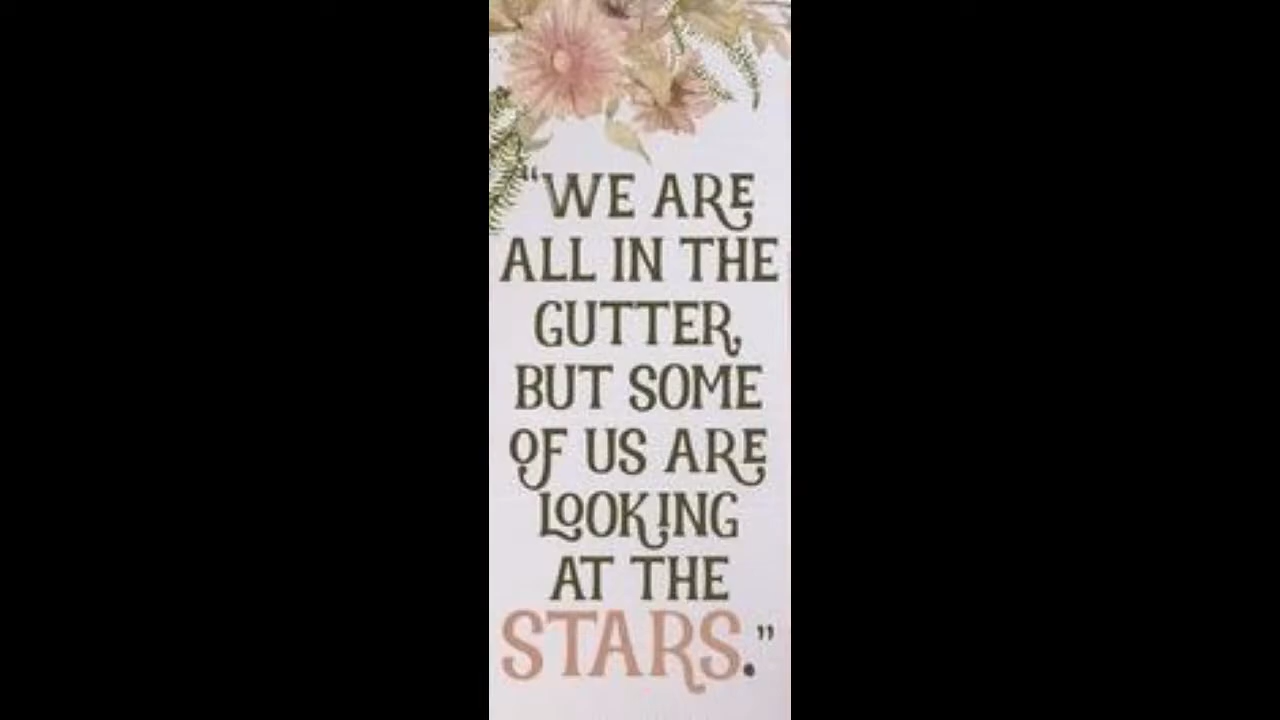 “WE ARE
ALL IN THE
GUTTER,
BUT SOME
OF US ARE
LOOKING
AT THE
STARS.”